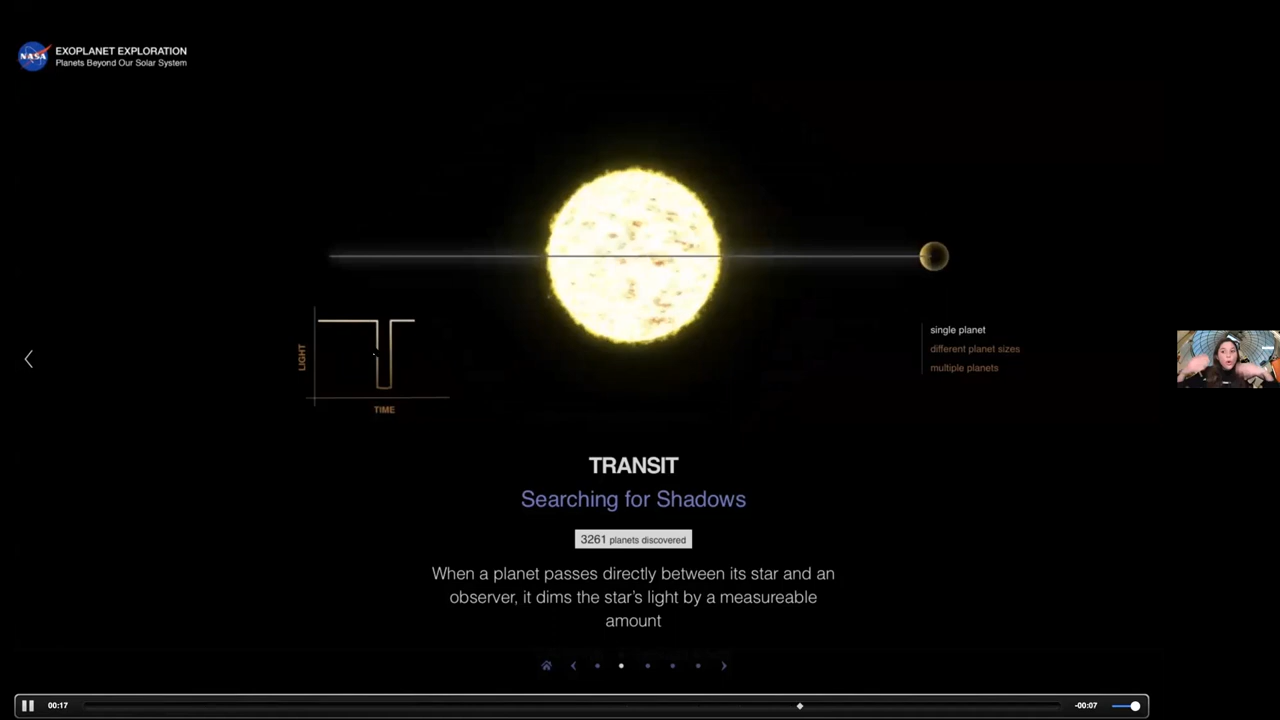 NASA
EXOPLANET EXPLORATION
Planets Beyond Our Solar System
LIGHT
TIME
single planet
different planet sizes
multiple planets
TRANSIT
Searching for Shadows
3261 planets discovered
When a planet passes directly between its star and an
observer, it dims the star's light by a measureable
amount
00:17
-00:07